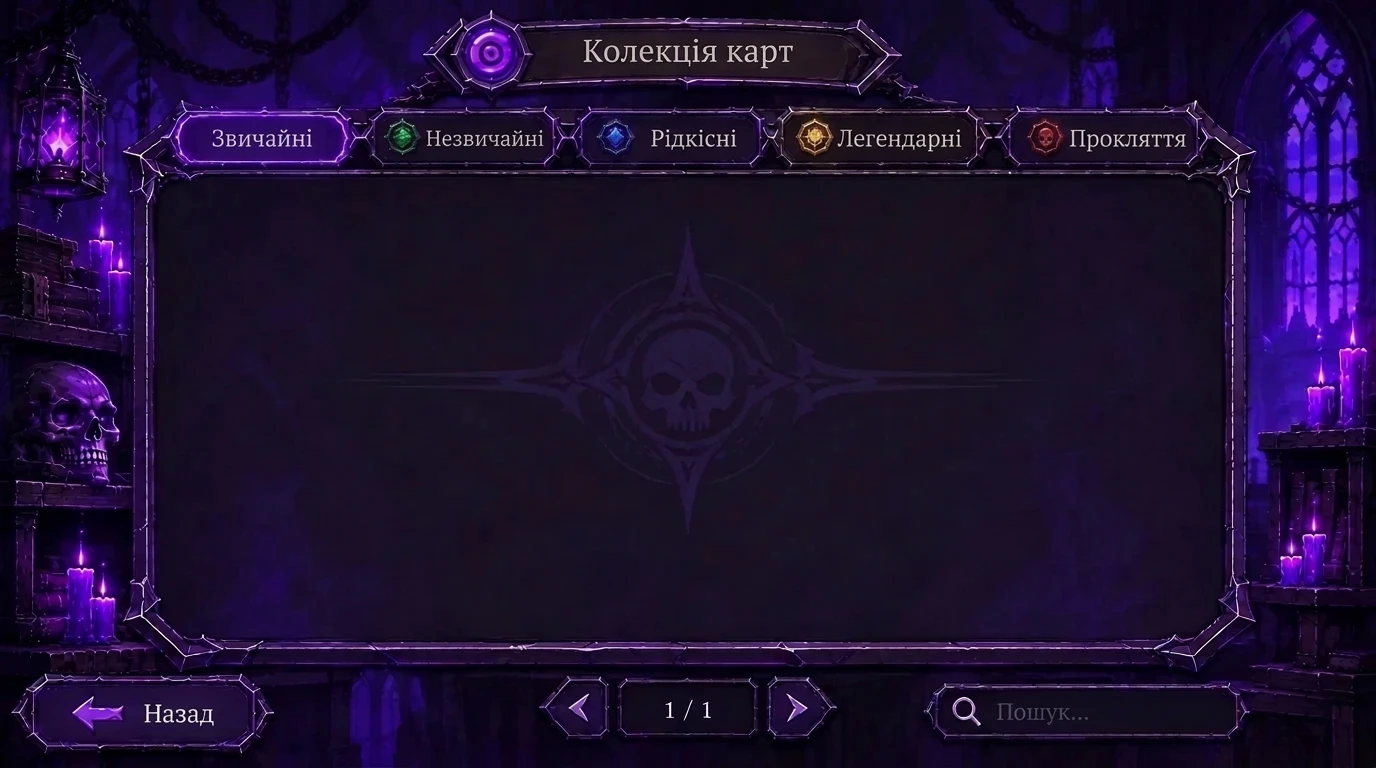 Колекція карт
Звичайні
Незвичайні
Рідкісні
Легендарні
Прокляття
Назад
1 / 1
Пошук...